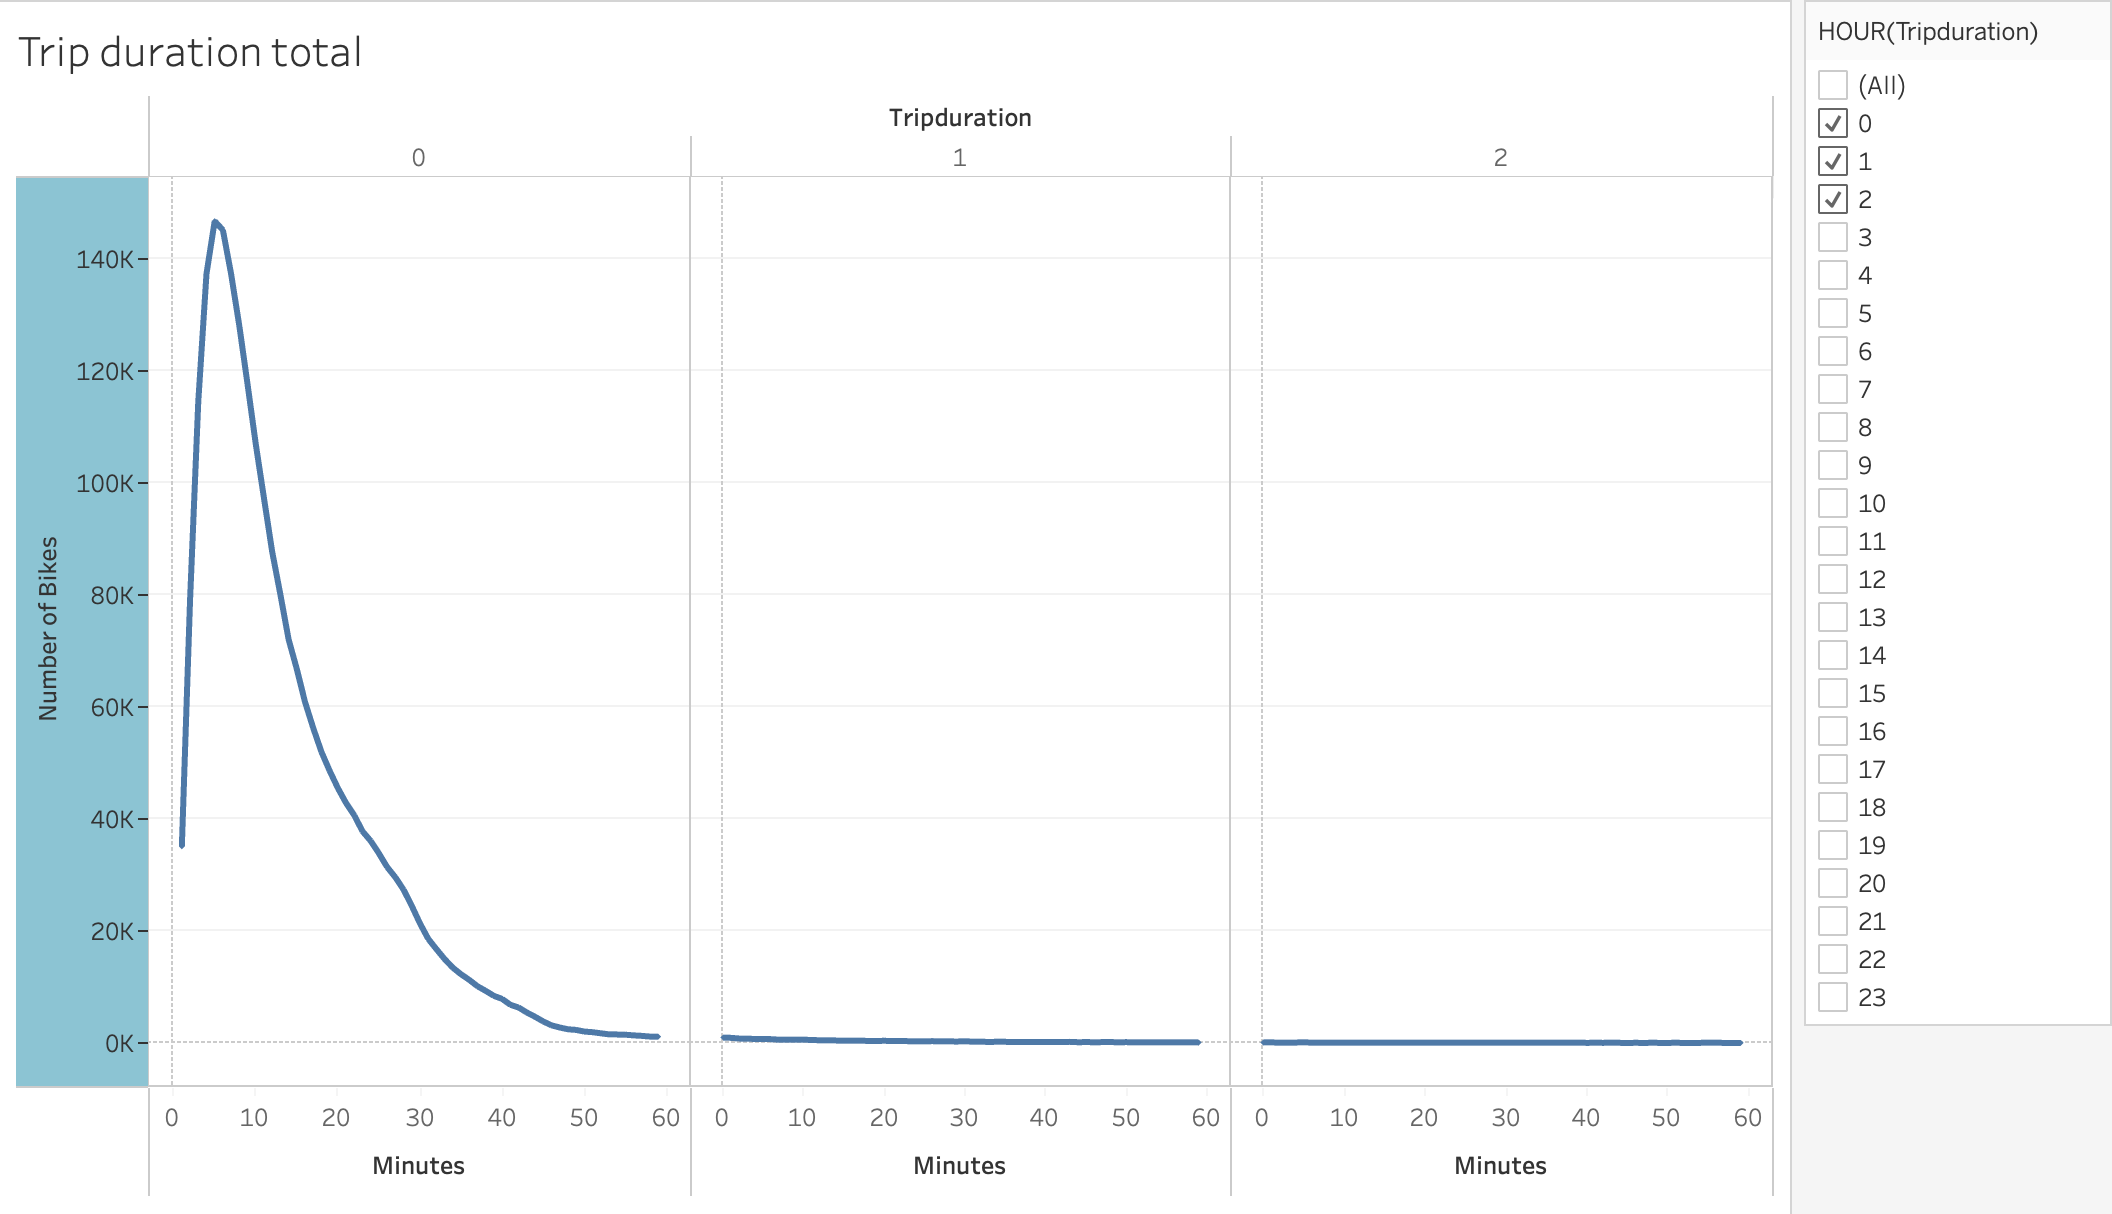 Trip duration total
Tripduration
0 1 2
Number of Bikes
140K
120K
100K
80K
60K
40K
20K
0K
0 10 20 30 40 50 60 0 10 20 30 40 50 60 0 10 20 30 40 50 60
Minutes Minutes Minutes
HOUR(Tripduration)
(All)
0
1
2
3
4
5
6
7
8
9
10
11
12
13
14
15
16
17
18
19
20
21
22
23